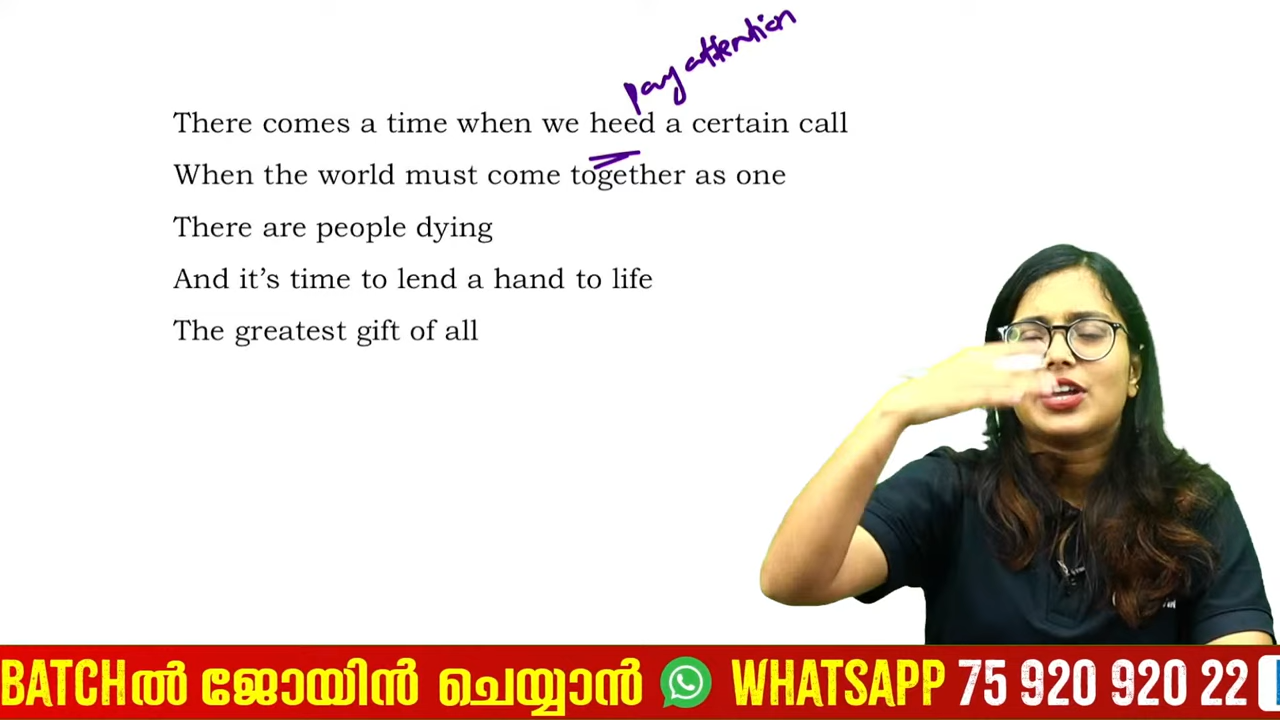 pay attention
There comes a time when we heed a certain call
When the world must come together as one
There are people dying
And it’s time to lend a hand to life
The greatest gift of all
BATCHൽ ജോയിൻ ചെയ്യാൻ WHATSAPP 75 920 920 22